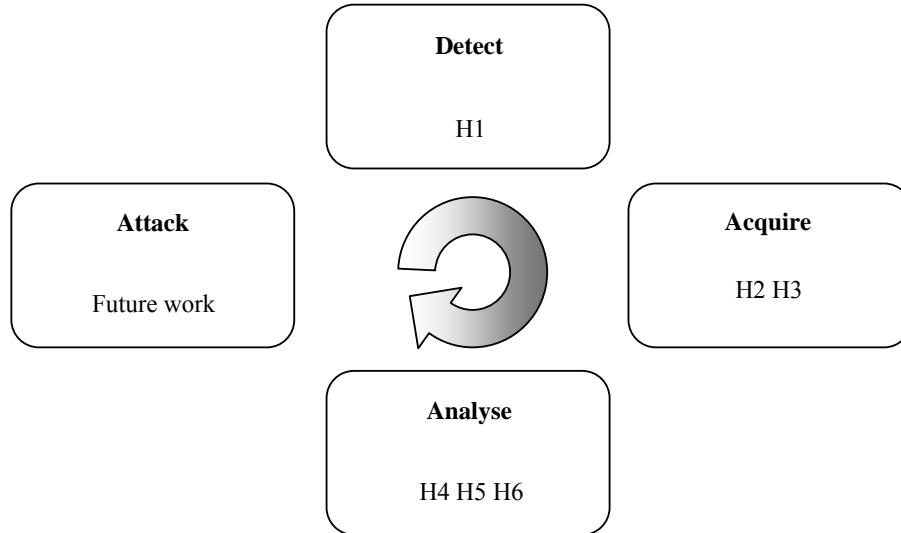 Detect
H1
Attack
Future work
Acquire
H2 H3
Analyse
H4 H5 H6